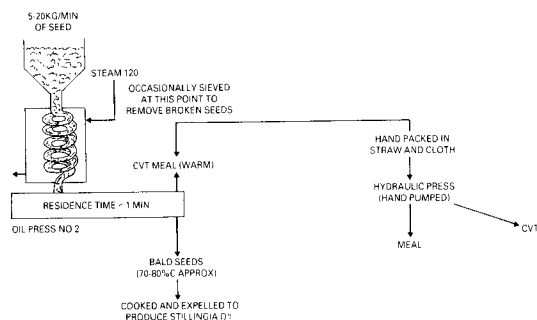 5-20KG/MIN
OF SEED
STEAM 120
OCCASIONALLY SIEVED
AT THIS POINT TO
REMOVE BROKEN SEEDS
HAND PACKED IN
STRAW AND CLOTH
CVT MEAL (WARM)
HYDRAULIC PRESS
(HAND PUMPED)
RESIDENCE TIME < 1 MIN
OIL PRESS NO 2
CVT
MEAL
BALD SEEDS
(70-80%C APPROX)
COOKED AND EXPELLED TO
PRODUCE STILLINGIA